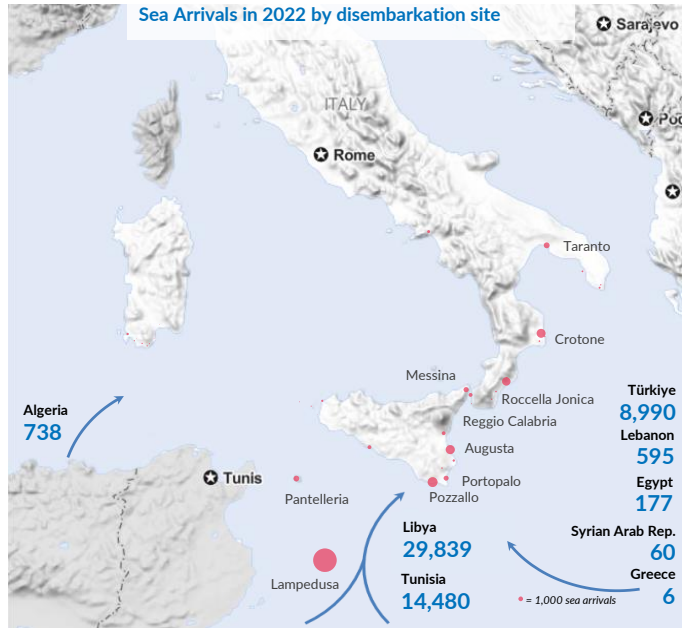 Sea Arrivals in 2022 by disembarkation site
Sarajevo
ITALY
Rome
Taranto
Crotone
Messina
Roccella Jonica
Reggio Calabria
Algeria
738
Türkiye
8,990
Lebanon
595
Augusta
Tunis
Portopalo
Egypt
177
Pantelleria
Pozzallo
Libya
29,839
Syrian Arab Rep.
60
Lampedusa
Tunisia
14,480
Greece
6
= 1,000 sea arrivals